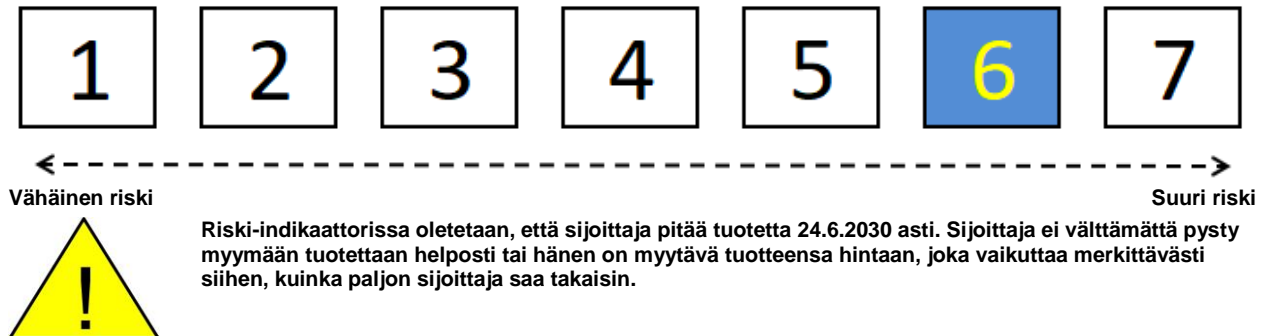 1 2 3 4 5 6 7
Vähäinen riski Suuri riski
! Riski-indikaattorissa oletetaan, että sijoittaja pitää tuotetta 24.6.2030 asti. Sijoittaja ei välttämättä pysty
myymään tuotettaan helposti tai hänen on myytävä tuotteensa hintaan, joka vaikuttaa merkittävästi
siihen, kuinka paljon sijoittaja saa takaisin.